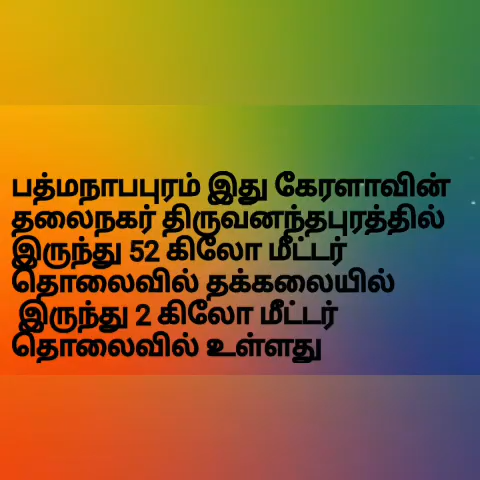 பத்மநாபபுரம் இது கேரளாவின்
தலைநகர் திருவனந்தபுரத்தில்
இருந்து 52 கிலோ மீட்டர்
தொலைவில் தக்கலையில்
இருந்து 2 கிலோ மீட்டர்
தொலைவில் உள்ளது